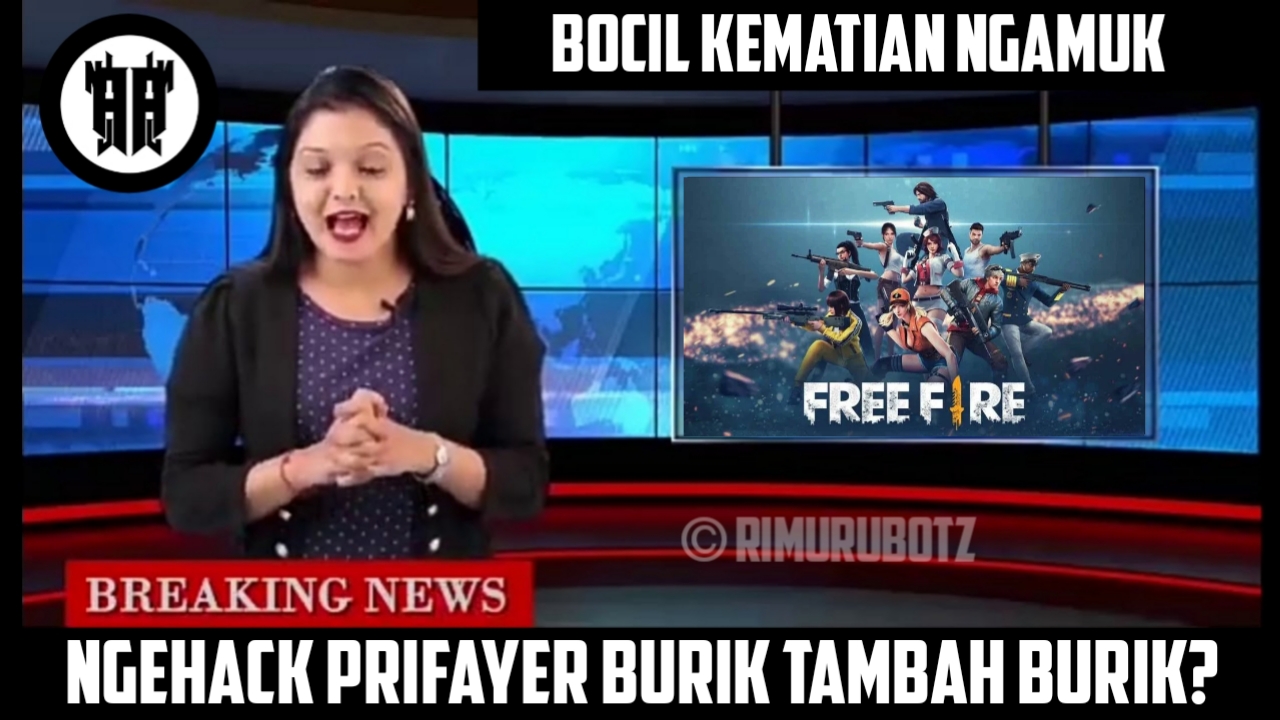 BOCIL KEMATIAN NGAMUK
FREE FIRE
© RIMURUBOTZ
BREAKING NEWS
NGEHACK PRIFAYER BURIK TAMBAH BURIK?